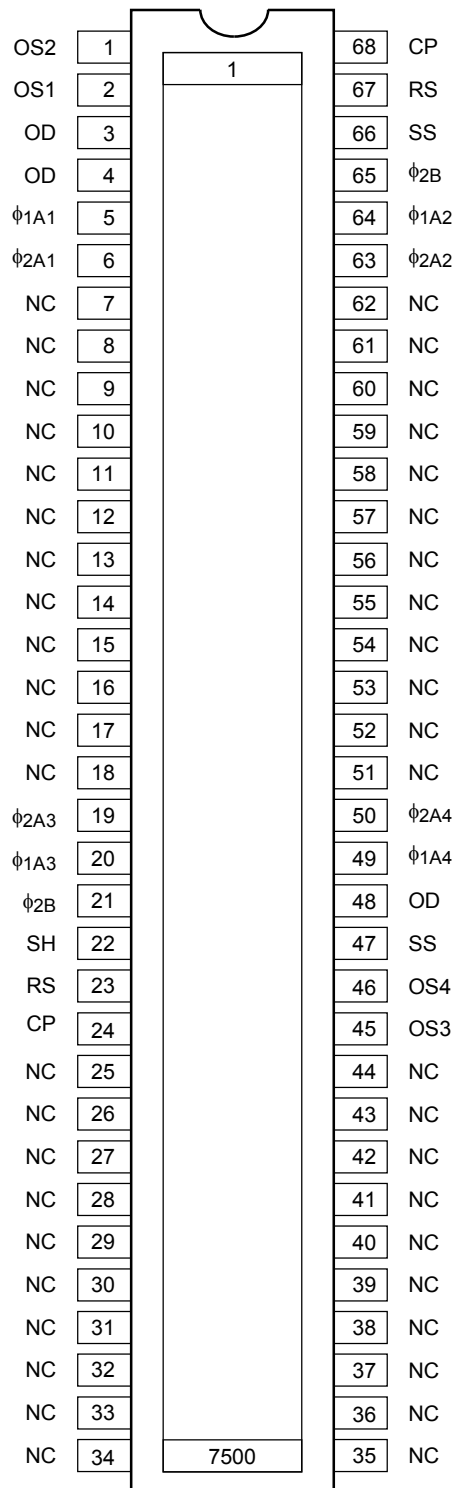 OS2 1 68 CP
1
OS1 2 67 RS
OD 3 66 SS
OD 4 65 ϕ2B
ϕ1A1 5 64 ϕ1A2
ϕ2A1 6 63 ϕ2A2
NC 7 62 NC
NC 8 61 NC
NC 9 60 NC
NC 10 59 NC
NC 11 58 NC
NC 12 57 NC
NC 13 56 NC
NC 14 55 NC
NC 15 54 NC
NC 16 53 NC
NC 17 52 NC
NC 18 51 NC
ϕ2A3 19 50 ϕ2A4
ϕ1A3 20 49 ϕ1A4
ϕ2B 21 48 OD
SH 22 47 SS
RS 23 46 OS4
CP 24 45 OS3
NC 25 44 NC
NC 26 43 NC
NC 27 42 NC
NC 28 41 NC
NC 29 40 NC
NC 30 39 NC
NC 31 38 NC
NC 32 37 NC
NC 33 36 NC
NC 34 7500 35 NC